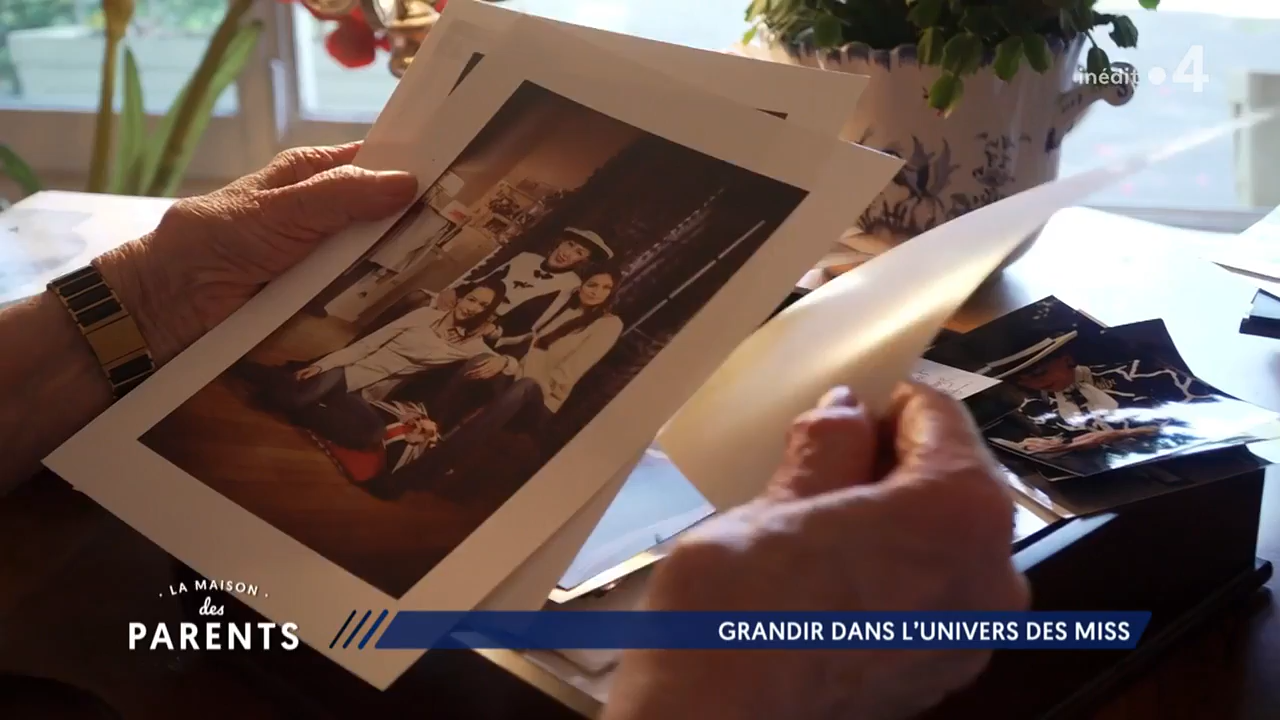 inédit 4
· LA MAISON ·
des
PARENTS
GRANDIR DANS L'UNIVERS DES MISS